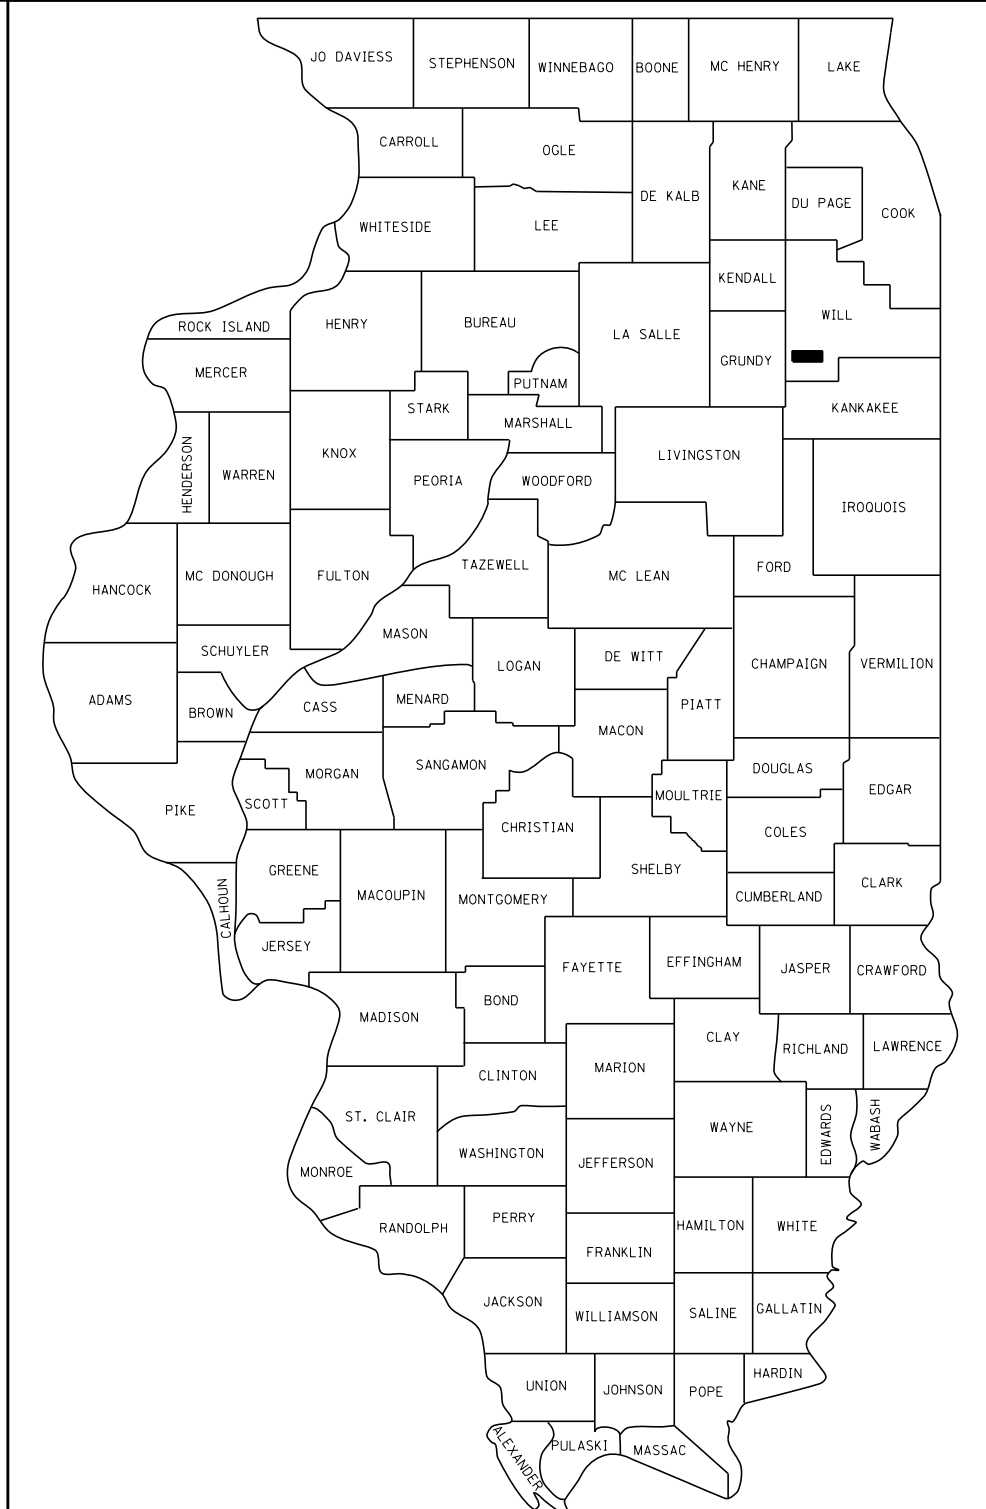 JO DAVIESS
STEPHENSON
WINNEBAGO
BOONE
MC HENRY
LAKE
CARROLL
OGLE
DE KALB
KANE
DU PAGE
COOK
WHITESIDE
LEE
KENDALL
ROCK ISLAND
HENRY
BUREAU
LA SALLE
WILL
GRUNDY
MERCER
PUTNAM
STARK
MARSHALL
KANKAKEE
HENDERSON
WARREN
KNOX
PEORIA
WOODFORD
LIVINGSTON
IROQUOIS
HANCOCK
MC DONOUGH
FULTON
TAZEWELL
MC LEAN
FORD
SCHUYLER
MASON
LOGAN
DE WITT
CHAMPAIGN
VERMILION
ADAMS
BROWN
CASS
MENARD
PIATT
MACON
PIKE
SCOTT
MORGAN
SANGAMON
CHRISTIAN
MOULTRIE
DOUGLAS
EDGAR
COLES
SHELBY
GREENE
MACOUPIN
MONTGOMERY
CUMBERLAND
CLARK
CALHOUN
JERSEY
FAYETTE
EFFINGHAM
JASPER
CRAWFORD
MADISON
BOND
CLAY
RICHLAND
LAWRENCE
CLINTON
MARION
ST. CLAIR
WAYNE
EDWARDS
WABASH
MONROE
WASHINGTON
JEFFERSON
RANDOLPH
PERRY
HAMILTON
WHITE
FRANKLIN
JACKSON
WILLIAMSON
SALINE
GALLATIN
UNION
JOHNSON
POPE
HARDIN
ALEXANDER
PULASKI
MASSAC